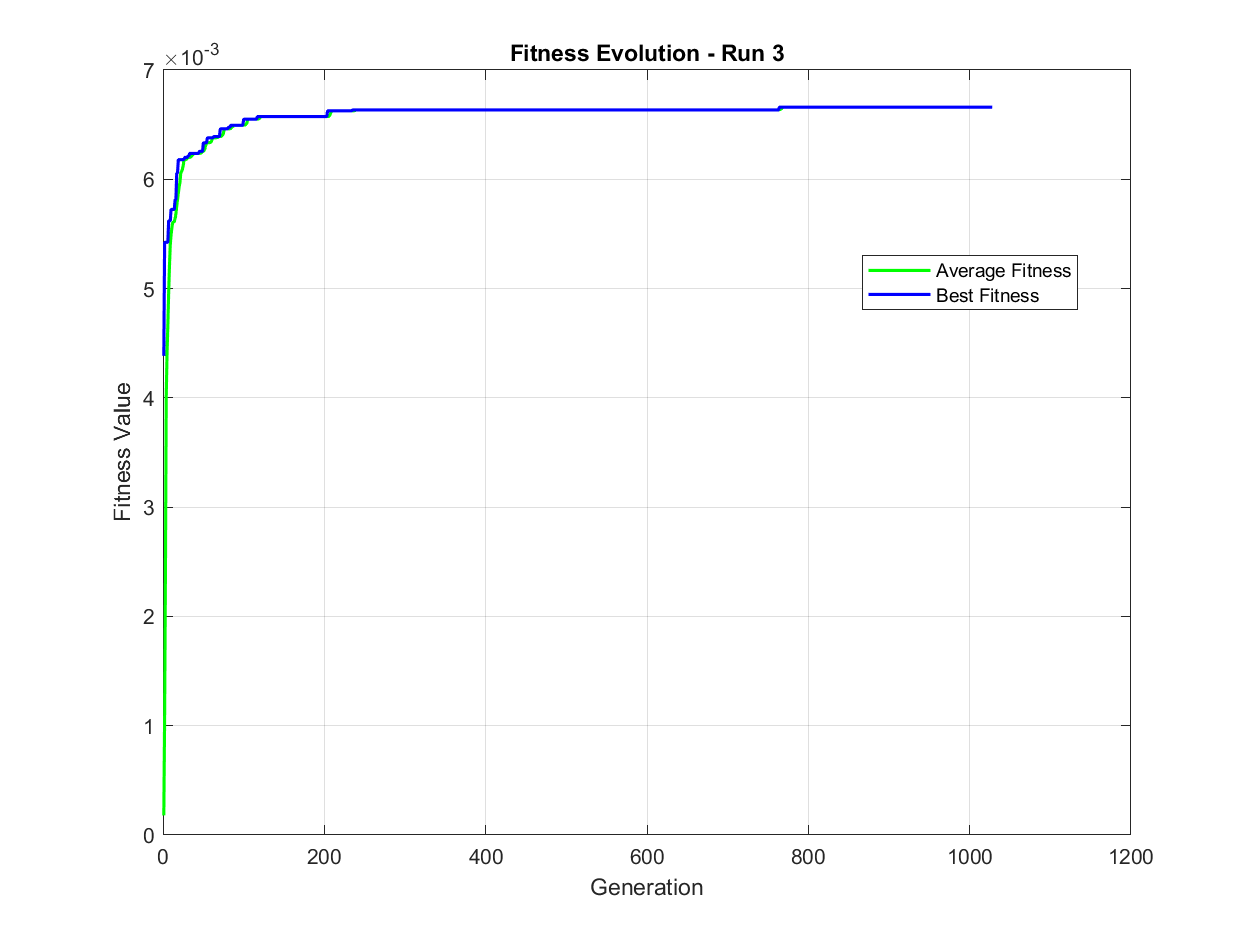 Fitness Evolution - Run 3
×10^-3
7
6
5
4
3
2
1
0
Fitness Value
Average Fitness
Best Fitness
0 200 400 600 800 1000 1200
Generation